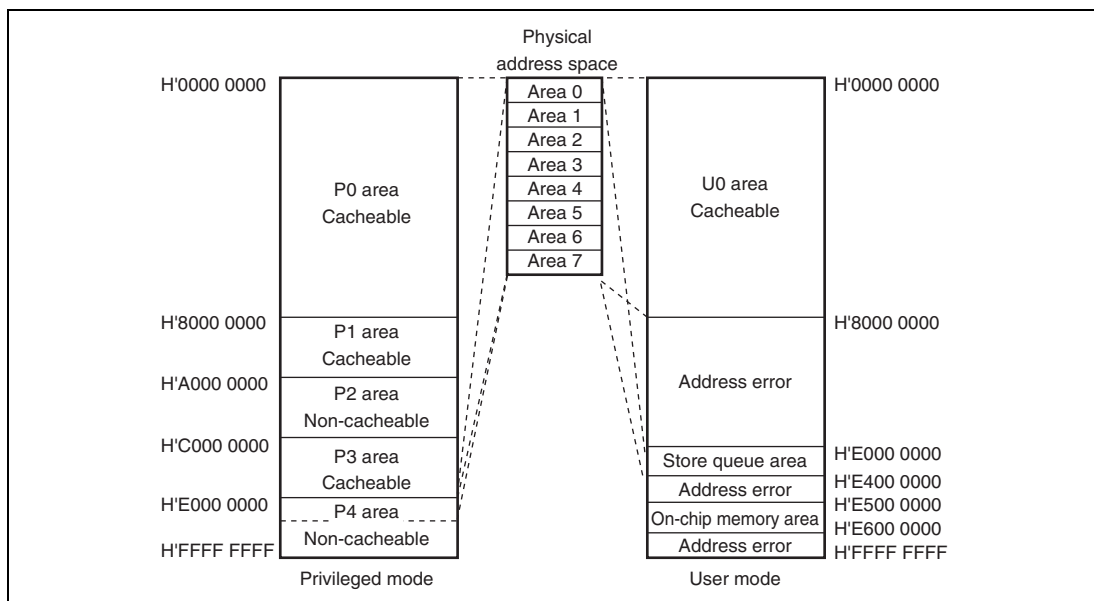 Physical
address space
H'0000 0000
Area 0
Area 1
Area 2
Area 3
Area 4
Area 5
Area 6
Area 7
H'0000 0000
P0 area
Cacheable
U0 area
Cacheable
H'8000 0000
P1 area
Cacheable
H'A000 0000
P2 area
Non-cacheable
H'C000 0000
P3 area
Cacheable
H'E000 0000
P4 area
Non-cacheable
H'FFFF FFFF
Privileged mode
H'8000 0000
Address error
H'E000 0000
Store queue area
H'E400 0000
Address error
H'E500 0000
On-chip memory area
H'E600 0000
Address error
H'FFFF FFFF
User mode